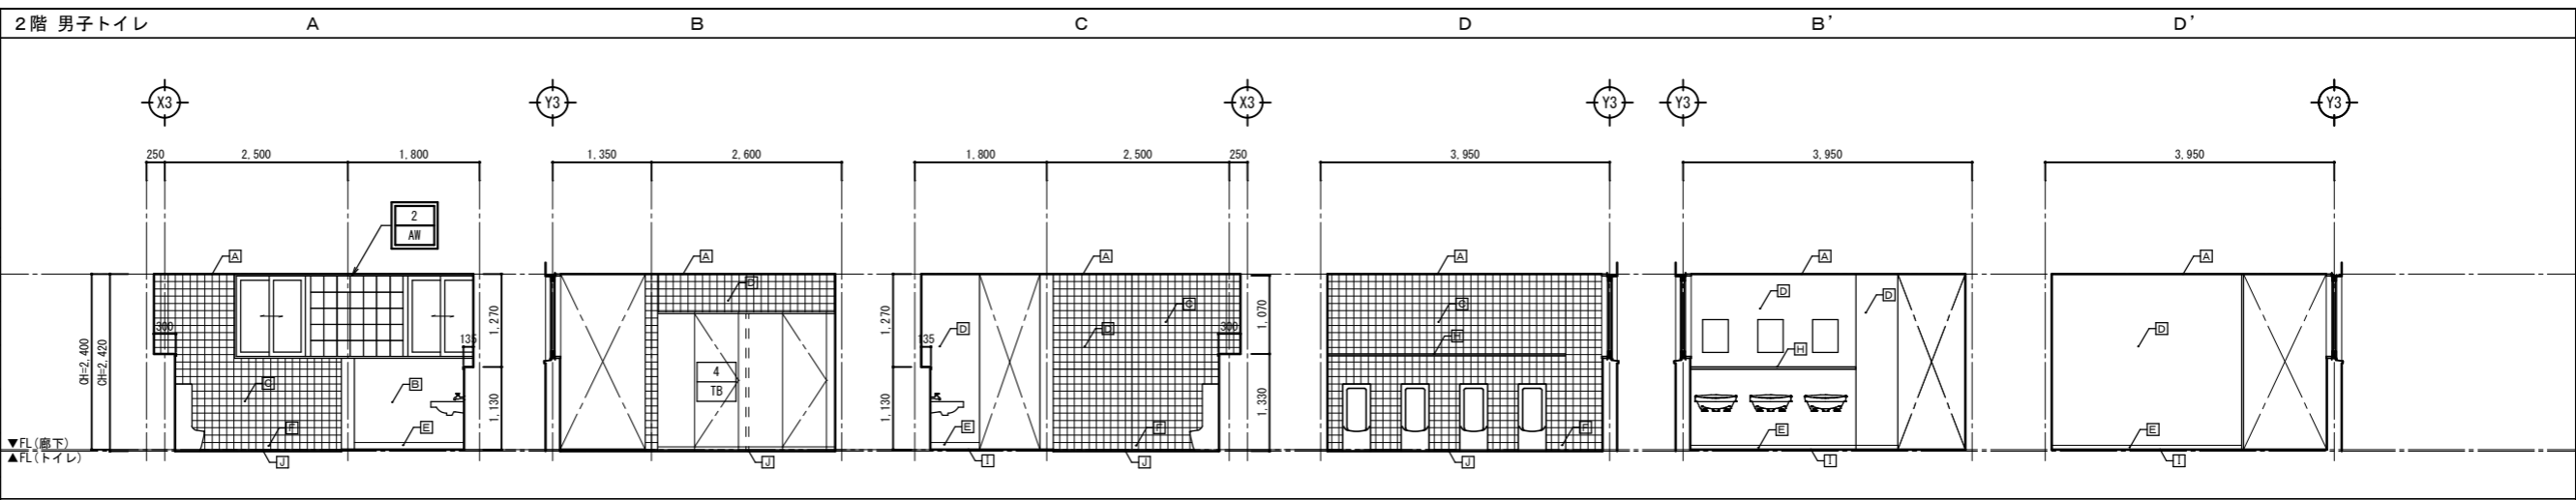 2階 男子トイレ A B C D B’ D’
X3 Y3 X3 Y3 Y3 Y3
250 2,500 1,800 1,350 2,600 1,800 2,500 250 3,950 3,950 3,950
2
AW
A A A A A A
CH=2,400 CH=2,420 300 135 1,270 1,130
C B F E J
C
4
TB
J
1,270 1,130 135 300 1,070 1,330
D C D E F I J
C H F J
D D H E I
D E I
▼FL(廊下)
▲FL(トイレ)